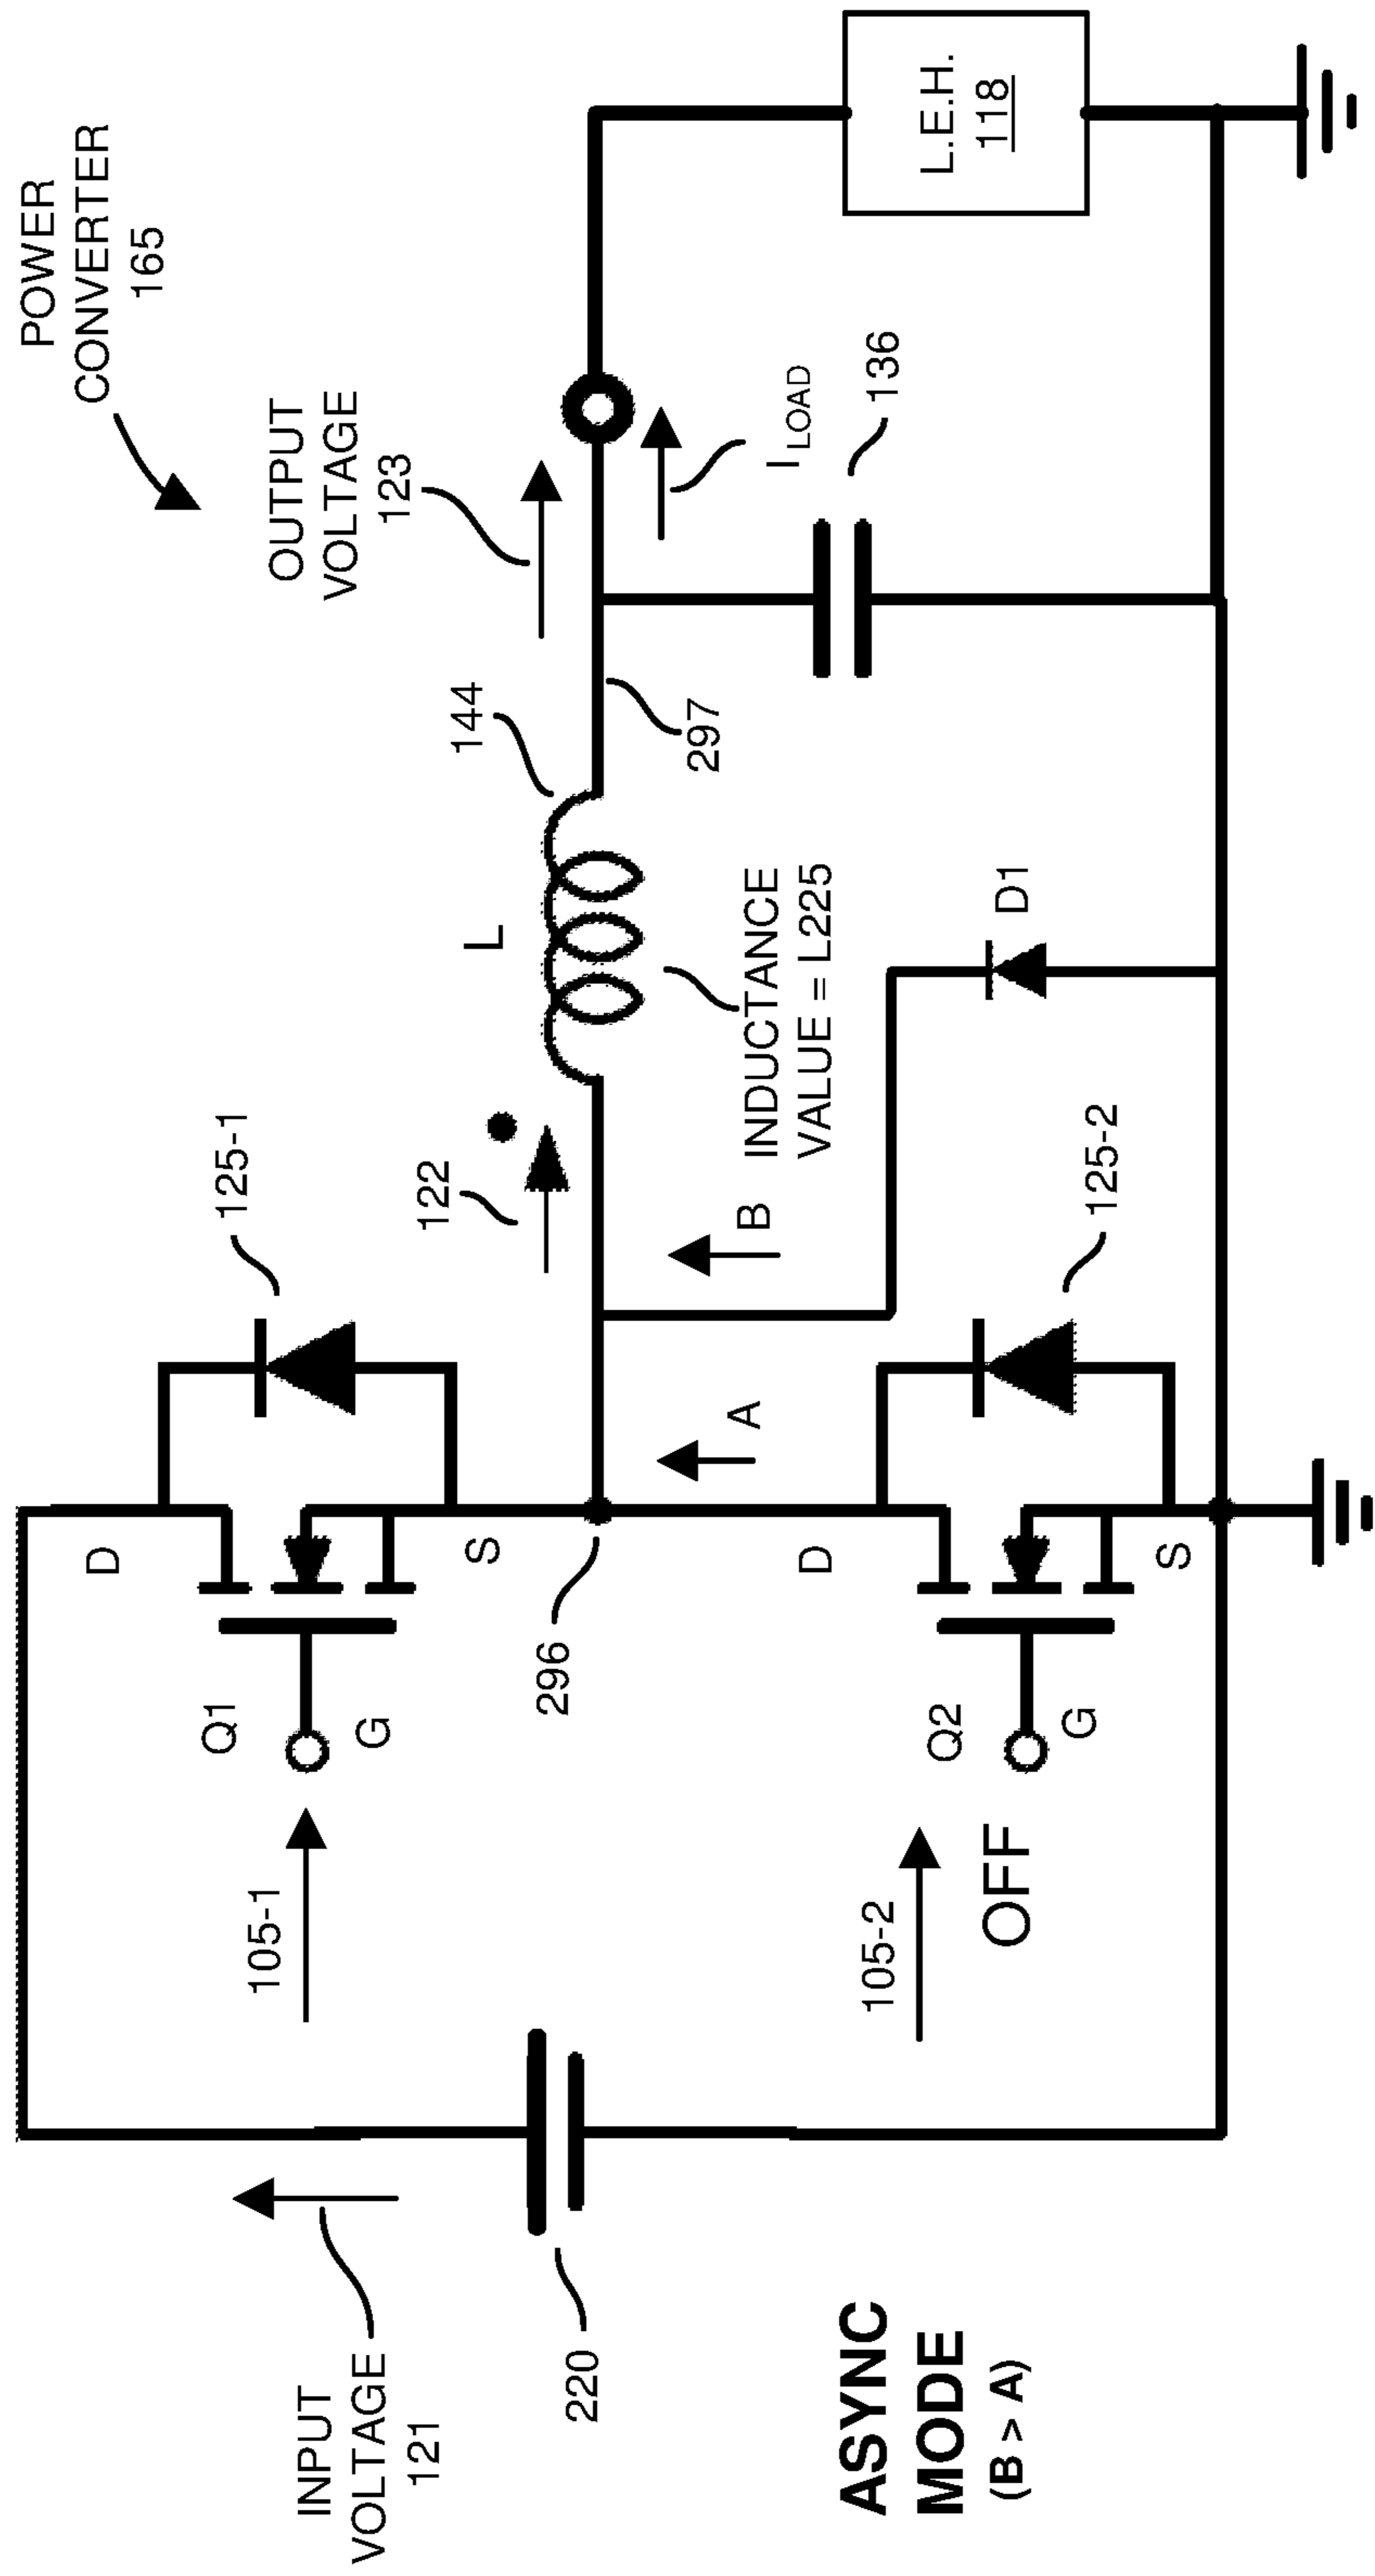 POWER
CONVERTER
165
OUTPUT
VOLTAGE
123
L.E.H.
118
I LOAD
136
144
297
L
INDUCTANCE
VALUE = L225
D1
125-1
122
B
A
125-2
D
S
Q1
G
296
D
S
Q2
G
105-1
105-2
OFF
INPUT
VOLTAGE
121
220
ASYNC
MODE
(B > A)